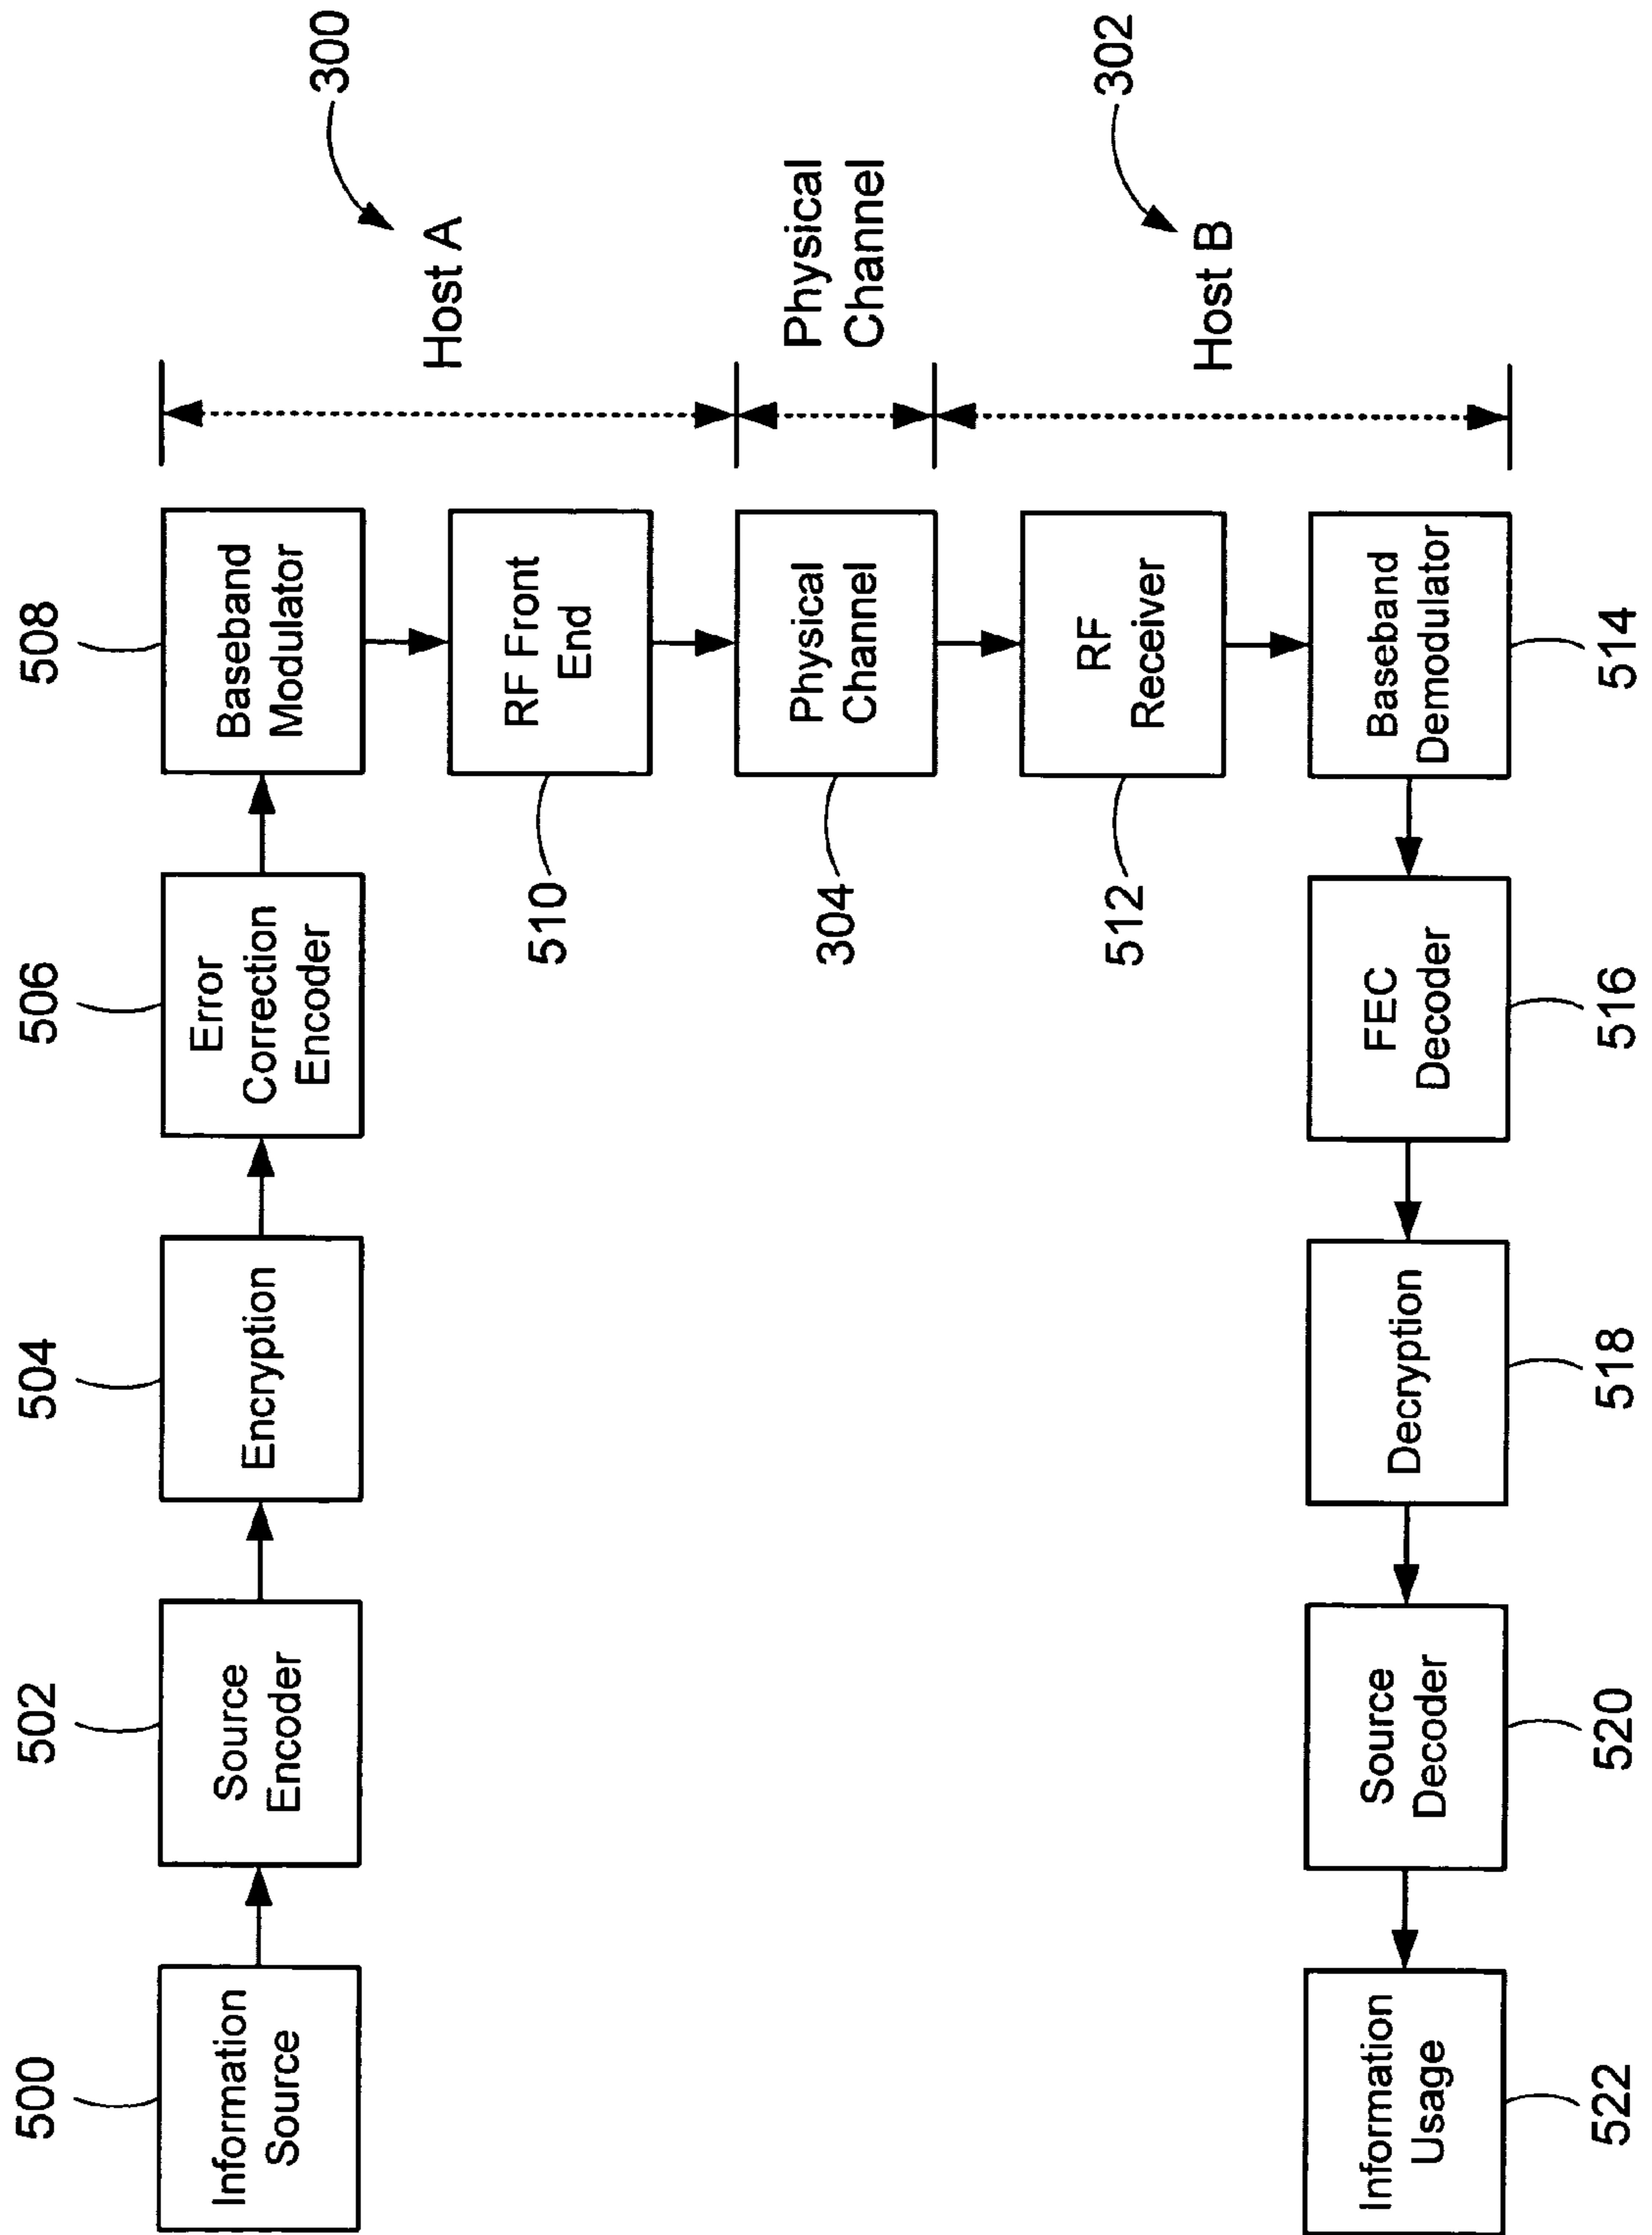 500
502
504
506
508
Information
Source
Source
Encoder
Encryption
Error
Correction
Encoder
Baseband
Modulator
Host A
300
510
RF Front
End
304
Physical
Channel
Physical
Channel
512
RF
Receiver
Host B
302
Information
Usage
Source
Decoder
Decryption
FEC
Decoder
Baseband
Demodulator
522
520
518
516
514